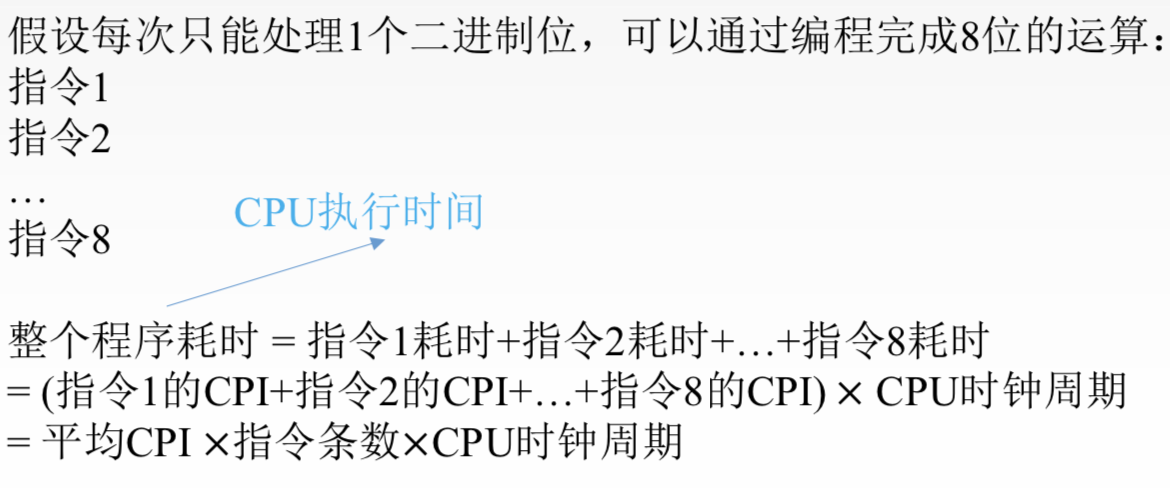 假设每次只能处理1个二进制位，可以通过编程完成8位的运算：
指令1
指令2
…
CPU执行时间
指令8
整个程序耗时 = 指令1耗时+指令2耗时+…+指令8耗时
= (指令1的CPI+指令2的CPI+…+指令8的CPI) × CPU时钟周期
= 平均CPI ×指令条数×CPU时钟周期